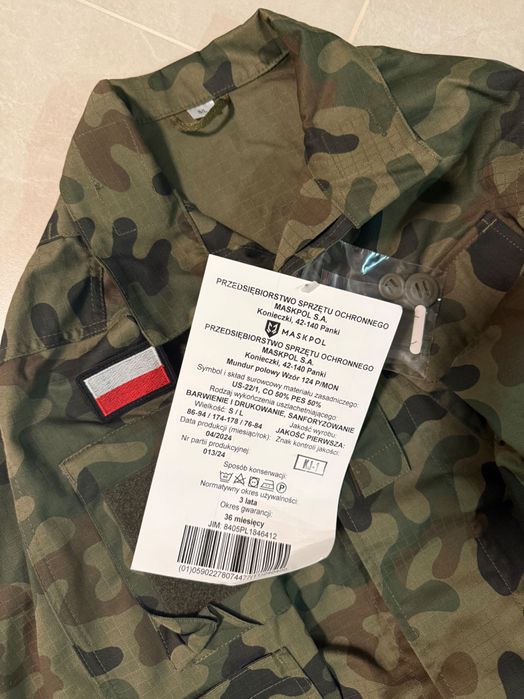 S/L
PRZEDSIĘBIORSTWO SPRZĘTU OCHRONNEGO
MASKPOL S.A.
Konieczki, 42-140 Panki
MASKPOL
PRZEDSIĘBIORSTWO SPRZĘTU OCHRONNEGO
MASKPOL S.A.
Konieczki, 42-140 Panki
Mundur polowy Wzór 124 P/MON
Symbol i skład surowcowy materiału zasadniczego:
US-22/1, CO 50% PES 50%
Rodzaj wykończenia uszlachetniającego:
BARWIENIE I DRUKOWANIE, SANFORYZOWANIE
Wielkość: S / L Jakość wyrobu:
86-94 / 174-178 / 76-84 JAKOŚĆ PIERWSZA:
Data produkcji (miesiąc/rok): Znak kontroli jakości:
04/2024
Nr partii produkcyjnej KJ-1
013/24
Sposób konserwacji:
Normatywny okres używalności:
3 lata
Okres gwarancji:
36 miesięcy
JIM: 8405PL1846412